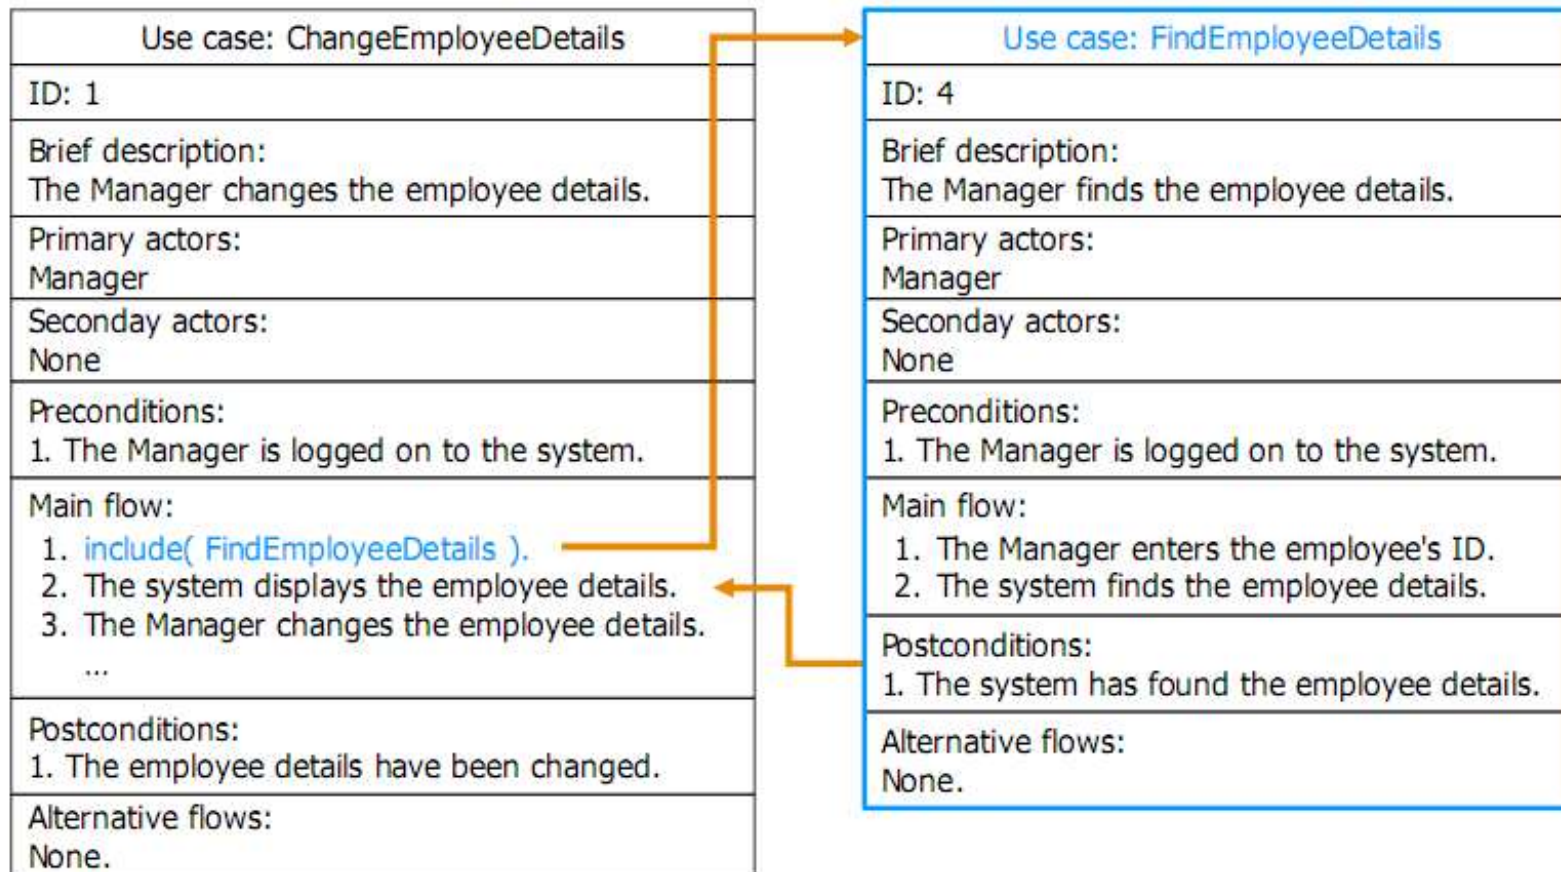 Use case: ChangeEmployeeDetails
ID: 1
Brief description:
The Manager changes the employee details.
Primary actors:
Manager
Seconday actors:
None
Preconditions:
1. The Manager is logged on to the system.
Main flow:
1. include( FindEmployeeDetails ).
2. The system displays the employee details.
3. The Manager changes the employee details.
...
Postconditions:
1. The employee details have been changed.
Alternative flows:
None.
Use case: FindEmployeeDetails
ID: 4
Brief description:
The Manager finds the employee details.
Primary actors:
Manager
Seconday actors:
None
Preconditions:
1. The Manager is logged on to the system.
Main flow:
1. The Manager enters the employee's ID.
2. The system finds the employee details.
Postconditions:
1. The system has found the employee details.
Alternative flows:
None.